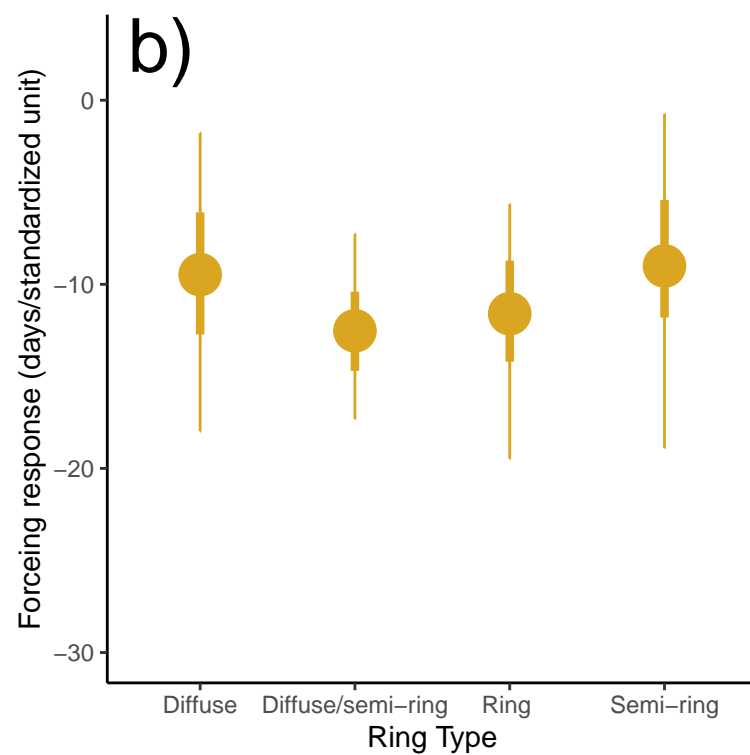 b)
Forceing response (days/standardized unit)
0
−10
−20
−30
Diffuse Diffuse/semi−ring Ring Semi−ring
Ring Type